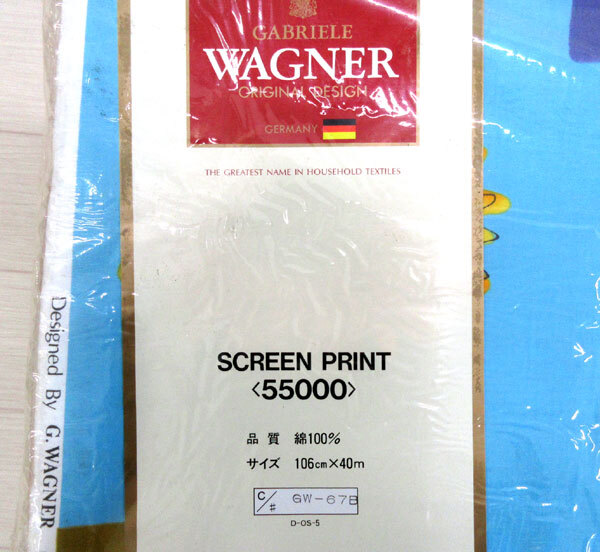 GABRIELE
WAGNER
ORIGINAL DESIGN
GERMANY
THE GREATEST NAME IN HOUSEHOLD TEXTILES
SCREEN PRINT
〈55000〉
品質 綿100%
サイズ 106cm×40m
C/# GW-67B
D-OS-5
Designed By G. WAGNER